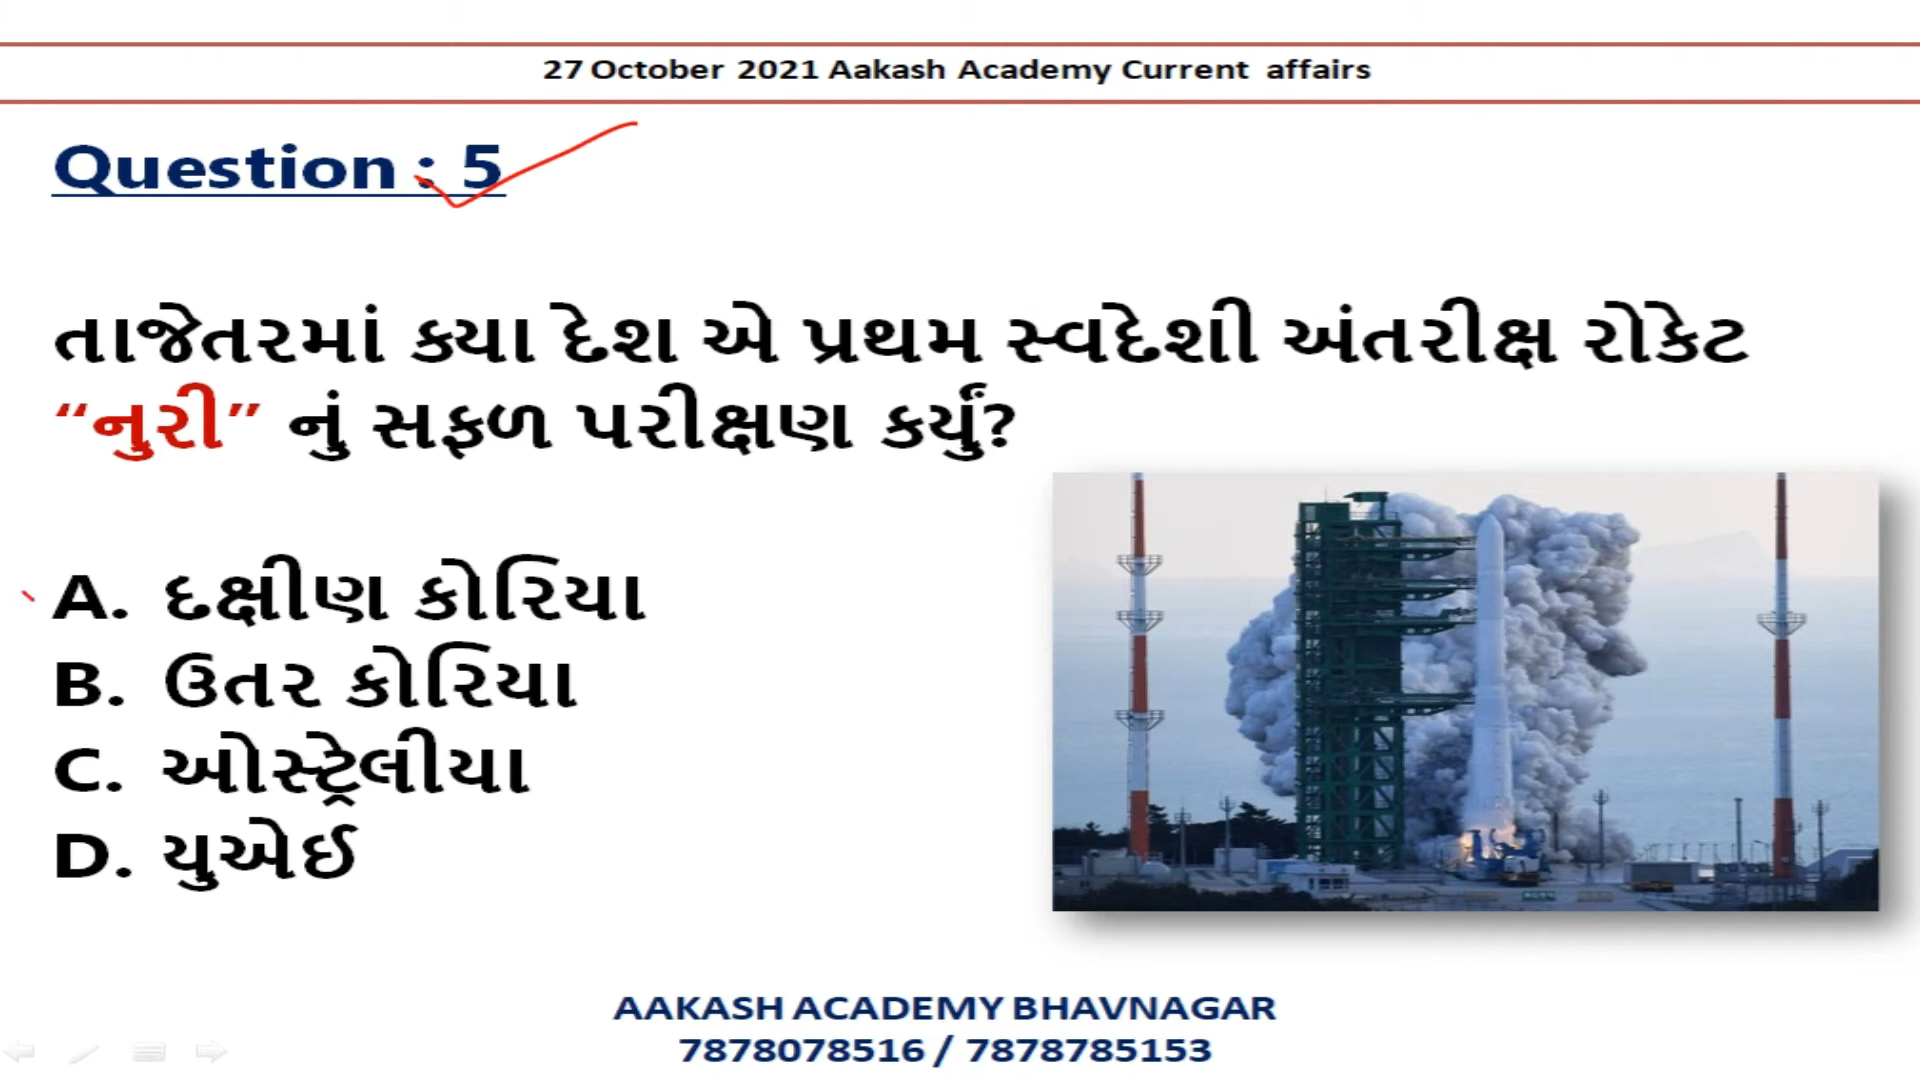 27 October 2021 Aakash Academy Current affairs
Question : 5
તાજેતરમાં ક્યા દેશ એ પ્રથમ સ્વદેશી અંતરીક્ષ રોકેટ
“નુરી” નું સફળ પરીક્ષણ કર્યું?
A. દક્ષીણ કોરિયા
B. ઉતર કોરિયા
C. ઓસ્ટ્રેલીયા
D. યુએઈ
AAKASH ACADEMY BHAVNAGAR
7878078516 / 7878785153